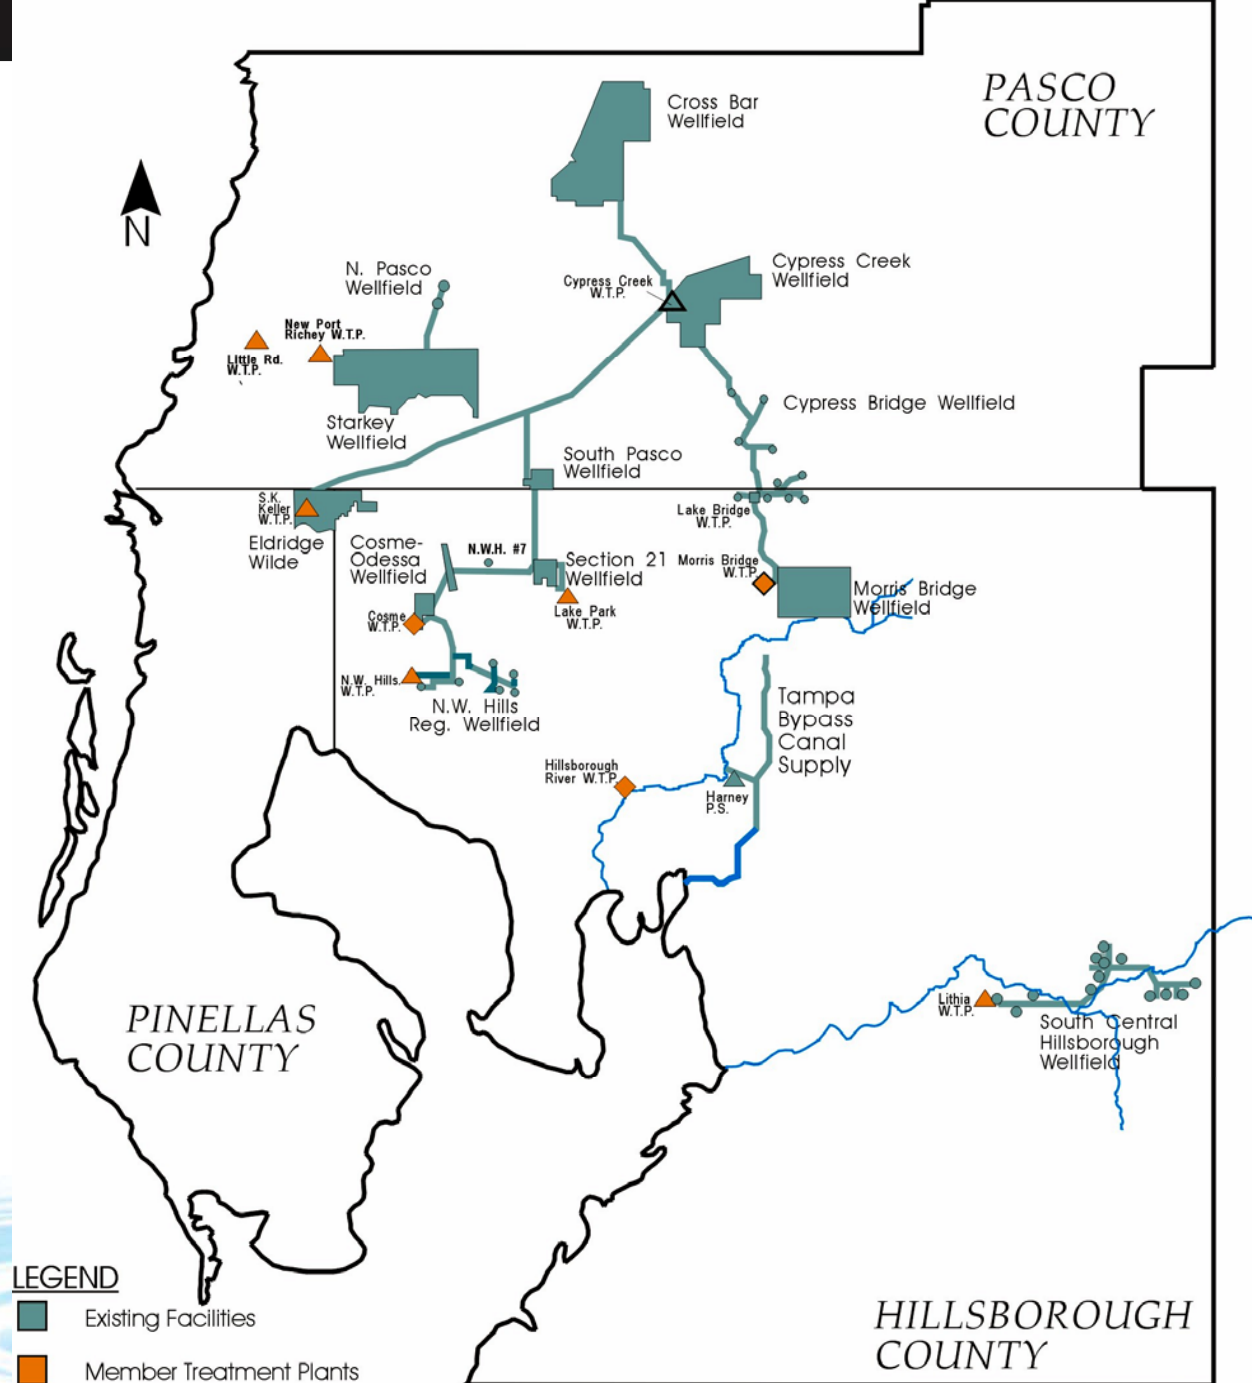 PASCO
COUNTY
Cross Bar
Wellfield
N
N. Pasco
Wellfield
Cypress Creek
W.T.P.
Cypress Creek
Wellfield
New Port
Richey W.T.P.
Little Rd.
W.T.P.
Starkey
Wellfield
Cypress Bridge Wellfield
South Pasco
Wellfield
S.K.
Keller
W.T.P.
Lake Bridge
W.T.P.
Eldridge
Wilde
Cosme-
Odessa
Wellfield
N.W.H. #7
Section 21
Wellfield
Morris Bridge
W.T.P.
Morris Bridge
Wellfield
Cosme
W.T.P.
Lake Park
W.T.P.
N.W. Hills.
W.T.P.
N.W. Hills
Reg. Wellfield
Tampa
Bypass
Canal
Supply
Hillsborough
River W.T.P.
Harney
P.S.
Lithia
W.T.P.
South Central
Hillsborough
Wellfield
PINELLAS
COUNTY
LEGEND
Existing Facilities
Member Treatment Plants
HILLSBOROUGH
COUNTY